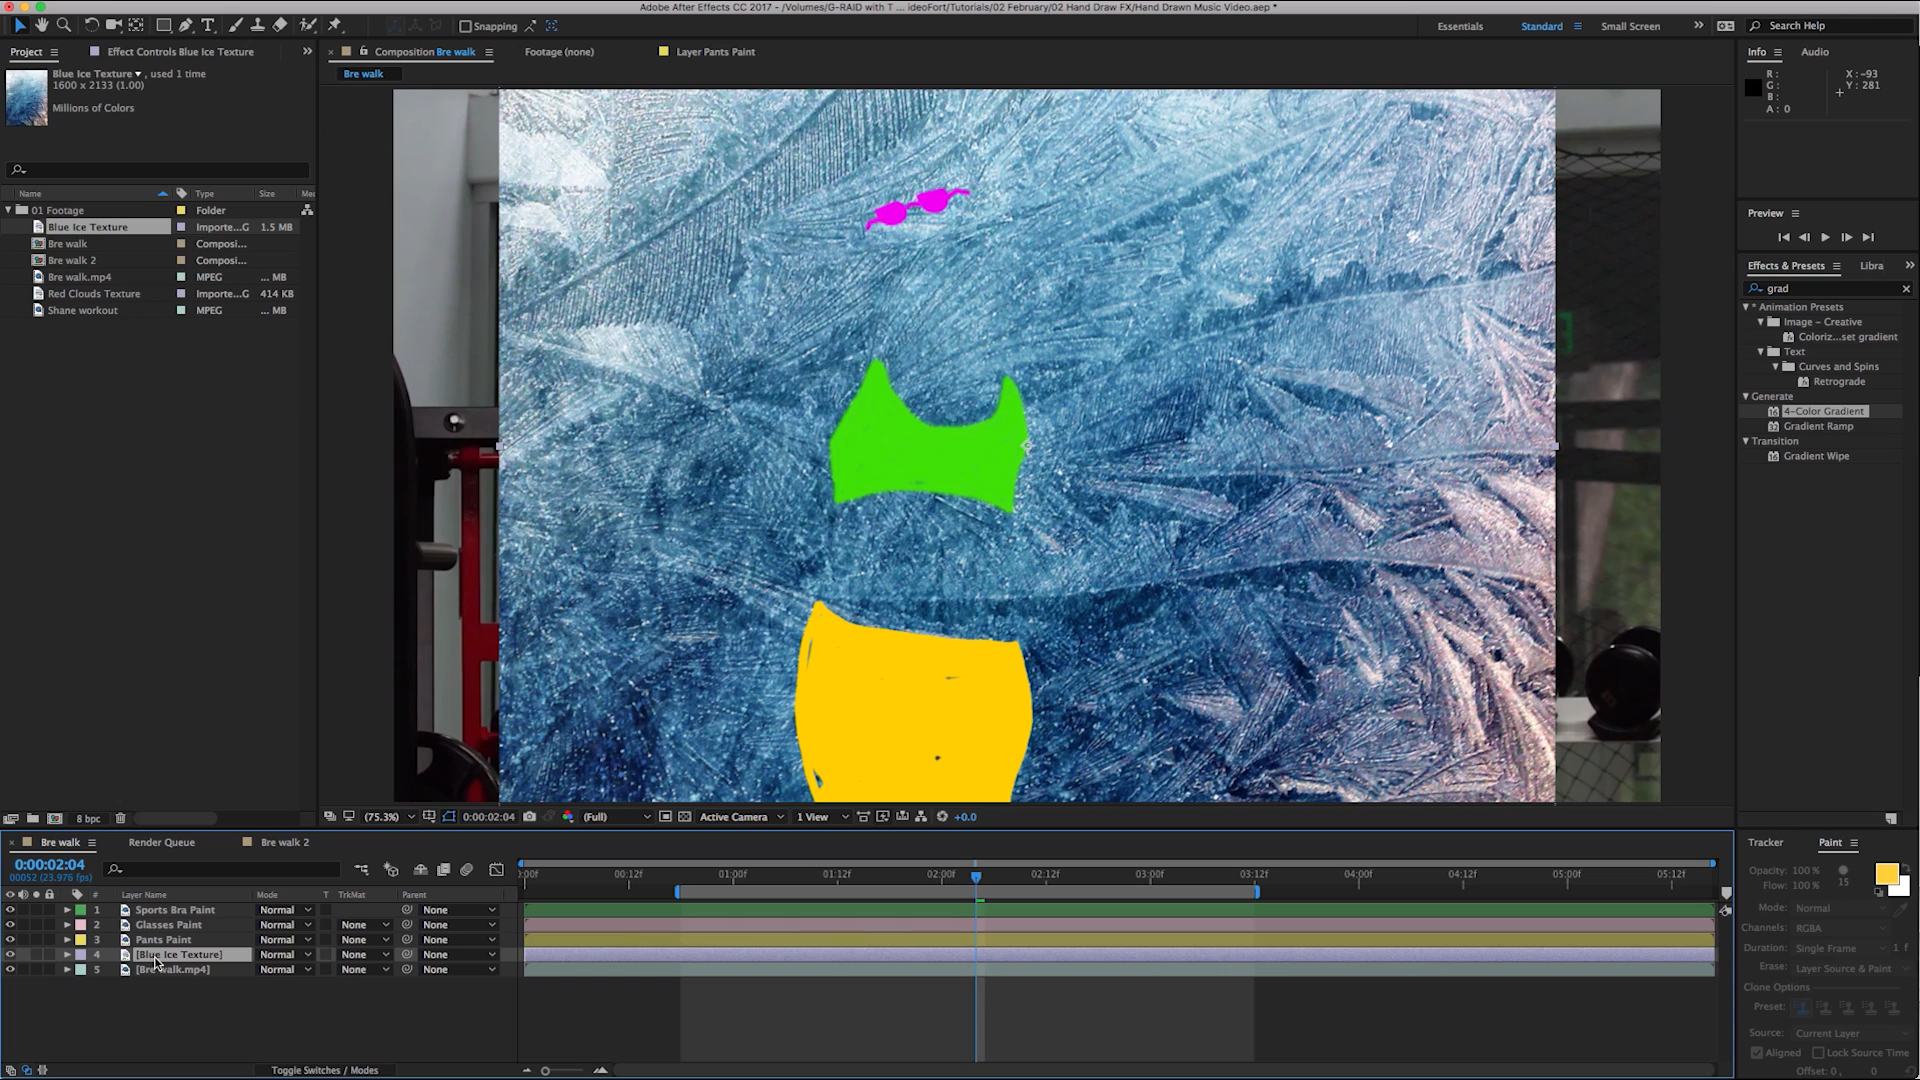 Adobe After Effects CC 2017 - /Volumes/G-RAID with T ... ideoFort/Tutorials/02 February/02 Hand Draw FX/Hand Drawn Music Video.aep *
Snapping
Essentials
Standard
Small Screen
Search Help
Project
Effect Controls Blue Ice Texture
Composition Bre walk
Footage (none)
Layer Pants Paint
Info
Audio
Bre walk
Blue Ice Texture , used 1 time
1600 x 2133 (1.00)
Millions of Colors
R :
G :
B :
A : 0
X : -93
Y : 281
Name
Type
Size
Me
01 Footage Folder
Blue Ice Texture Importe...G 1.5 MB
Bre walk Composi...
Bre walk 2 Composi...
Bre walk.mp4 MPEG ... MB
Red Clouds Texture Importe...G 414 KB
Shane workout MPEG ... MB
Preview
Effects & Presets
Libra
grad
* Animation Presets
Image - Creative
Coloriz...set gradient
Text
Curves and Spins
Retrograde
Generate
4-Color Gradient
Gradient Ramp
Transition
Gradient Wipe
8 bpc
(75.3%)
0:00:02:04
(Full)
Active Camera
1 View
+0.0
Bre walk
Render Queue
Bre walk 2
0:00:02:04
00052 (23.976 fps)
:00f
00:12f
01:00f
01:12f
02:00f
02:12f
03:00f
03:12f
04:00f
04:12f
05:00f
05:12f
# Layer Name Mode T TrkMat Parent
1 Sports Bra Paint Normal None
2 Glasses Paint Normal None None
3 Pants Paint Normal None None
4 [Blue Ice Texture] Normal None None
5 [Bre walk.mp4] Normal None None
Toggle Switches / Modes
Tracker
Paint
Opacity: 100 %
Flow: 100 %
15
Mode: Normal
Channels: RGBA
Duration: Single Frame 1 f
Erase: Layer Source & Paint
Clone Options
Preset:
Source: Current Layer
Aligned
Lock Source Time
Offset: 0 , 0